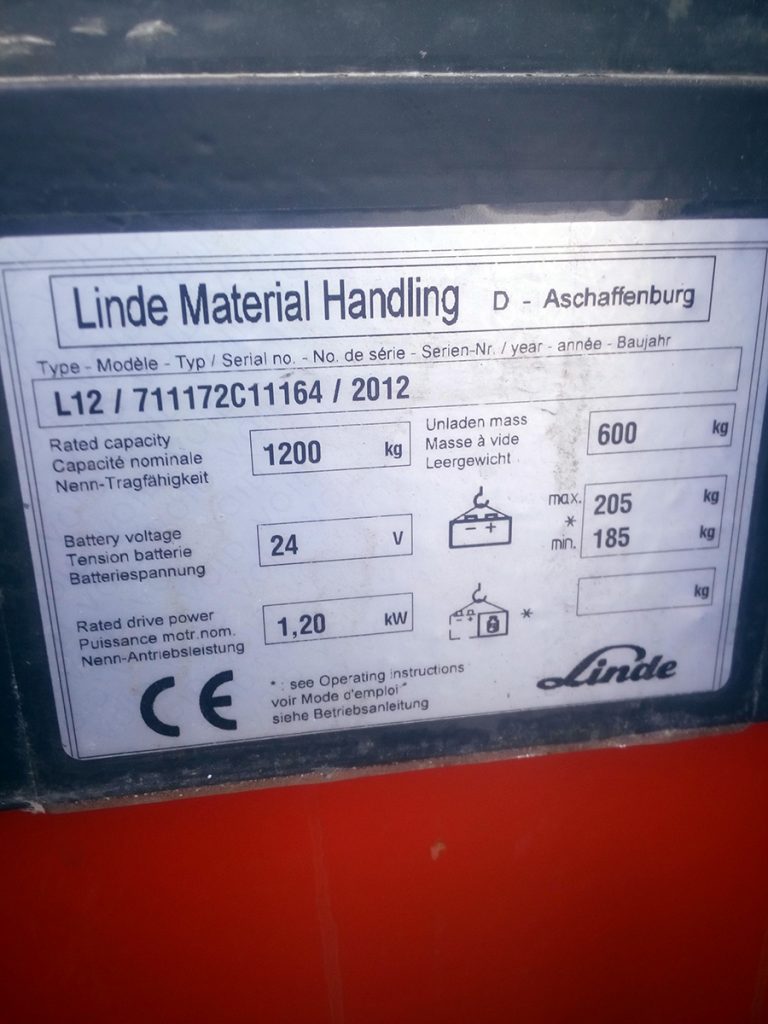 Linde Material Handling D - Aschaffenburg
Type - Modèle - Typ / Serial no. - No. de série - Serien-Nr. / year - année - Baujahr
L12 / 711172C11164 / 2012
Rated capacity
Capacité nominale
Nenn-Tragfähigkeit
1200 kg
Unladen mass
Masse à vide
Leergewicht
600 kg
Battery voltage
Tension batterie
Batteriespannung
24 V
- +
max. 205 kg
*
min. 185 kg
Rated drive power
Puissance motr.nom.
Nenn-Antriebsleistung
1,20 kW
*
kg
CE
* : see Operating Instructions
voir Mode d'emploi
siehe Betriebsanleitung
Linde